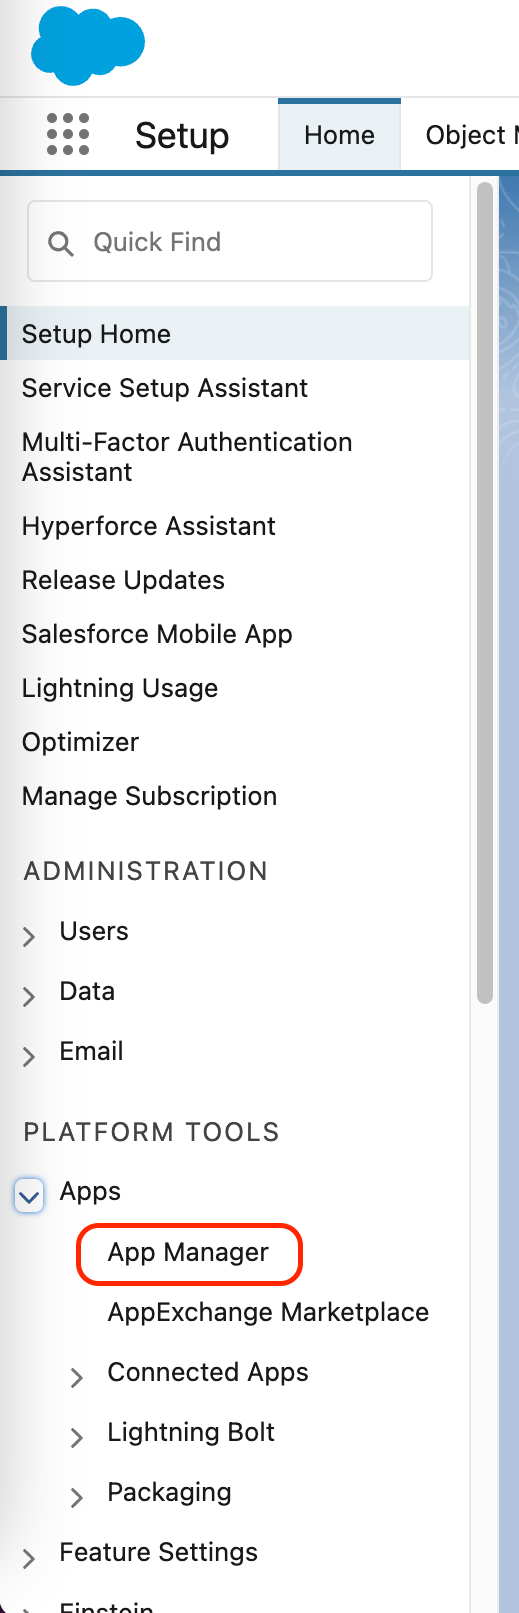 Setup
Home
Object
Quick Find
Setup Home
Service Setup Assistant
Multi-Factor Authentication
Assistant
Hyperforce Assistant
Release Updates
Salesforce Mobile App
Lightning Usage
Optimizer
Manage Subscription
ADMINISTRATION
Users
Data
Email
PLATFORM TOOLS
Apps
App Manager
AppExchange Marketplace
Connected Apps
Lightning Bolt
Packaging
Feature Settings
Einstein